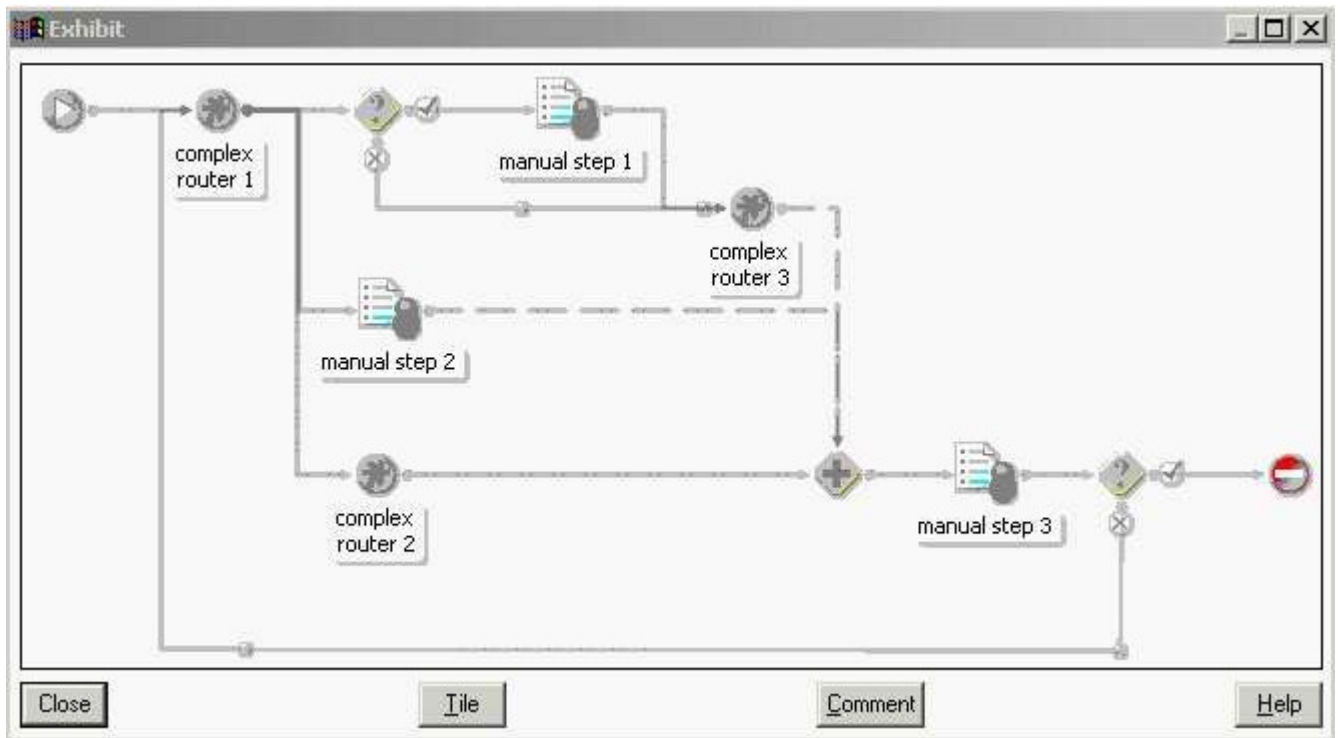 Exhibit
complex
router 1
manual step 1
complex
router 3
manual step 2
complex
router 2
manual step 3
Close
Tile
Comment
Help